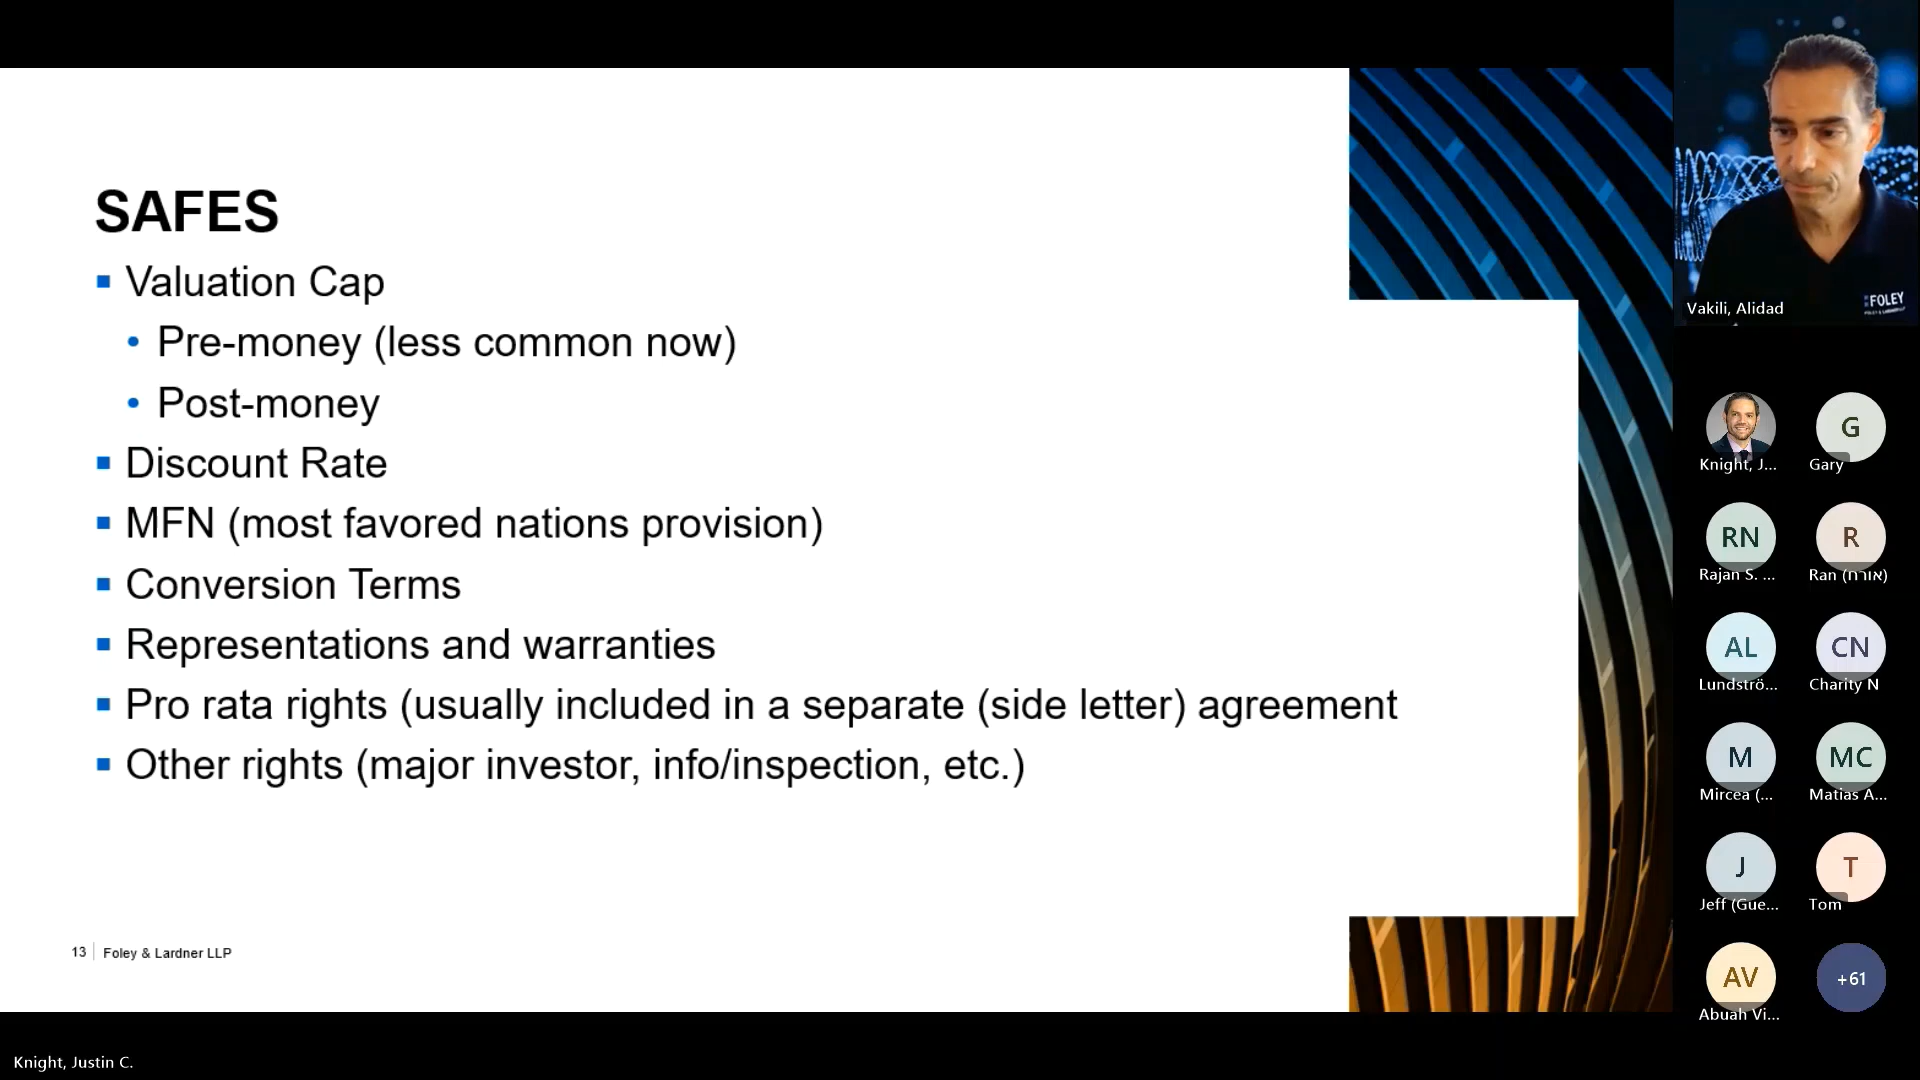 SAFES
Valuation Cap
Pre-money (less common now)
Post-money
Discount Rate
MFN (most favored nations provision)
Conversion Terms
Representations and warranties
Pro rata rights (usually included in a separate (side letter) agreement
Other rights (major investor, info/inspection, etc.)
13 Foley & Lardner LLP
Knight, Justin C.
FOLEY
Vakili, Alidad
Knight, J...
G
Gary
RN
Rajan S. ...
R
Ran (אורח)
AL
Lundströ...
CN
Charity N
M
Mircea (...
MC
Matias A...
J
Jeff (Gue...
T
Tom
AV
Abuah Vi...
+61